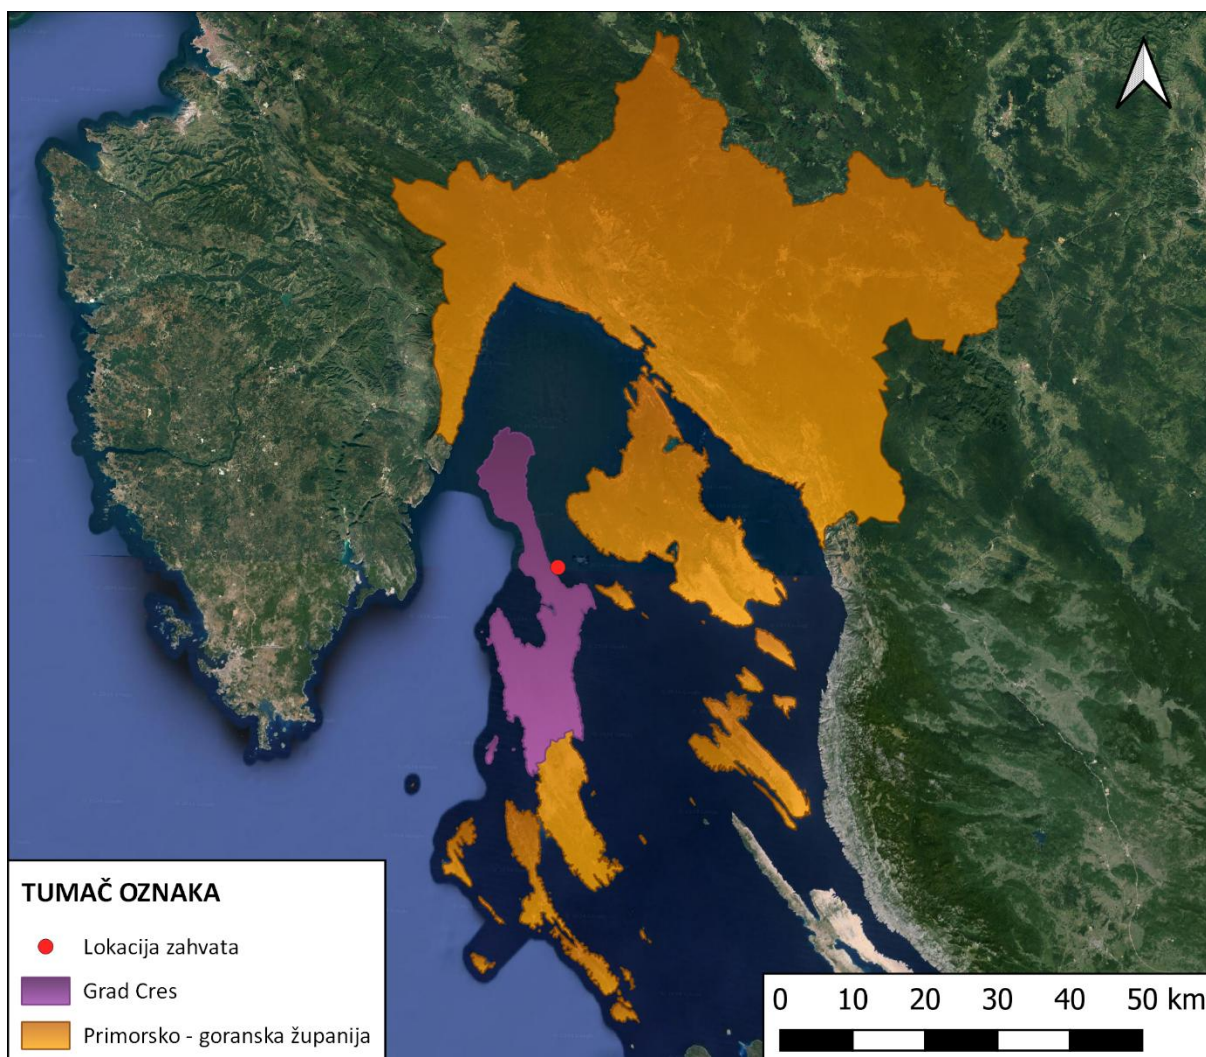 TUMAČ OZNAKA
Lokacija zahvata
Grad Cres
Primorsko - goranska županija
0 10 20 30 40 50 km